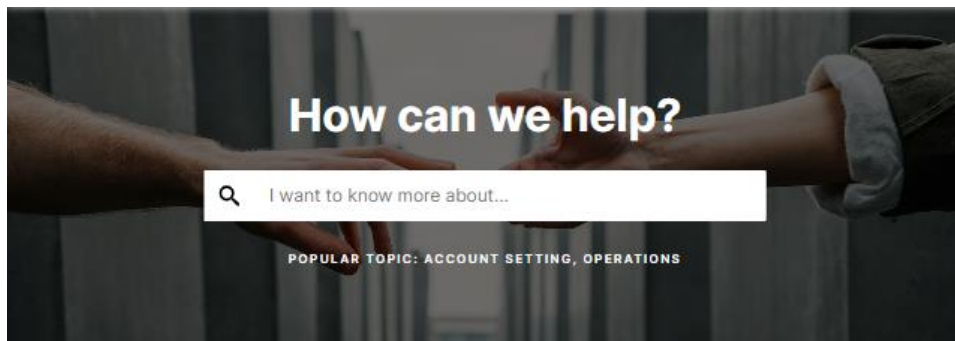 How can we help?
I want to know more about...
POPULAR TOPIC: ACCOUNT SETTING, OPERATIONS